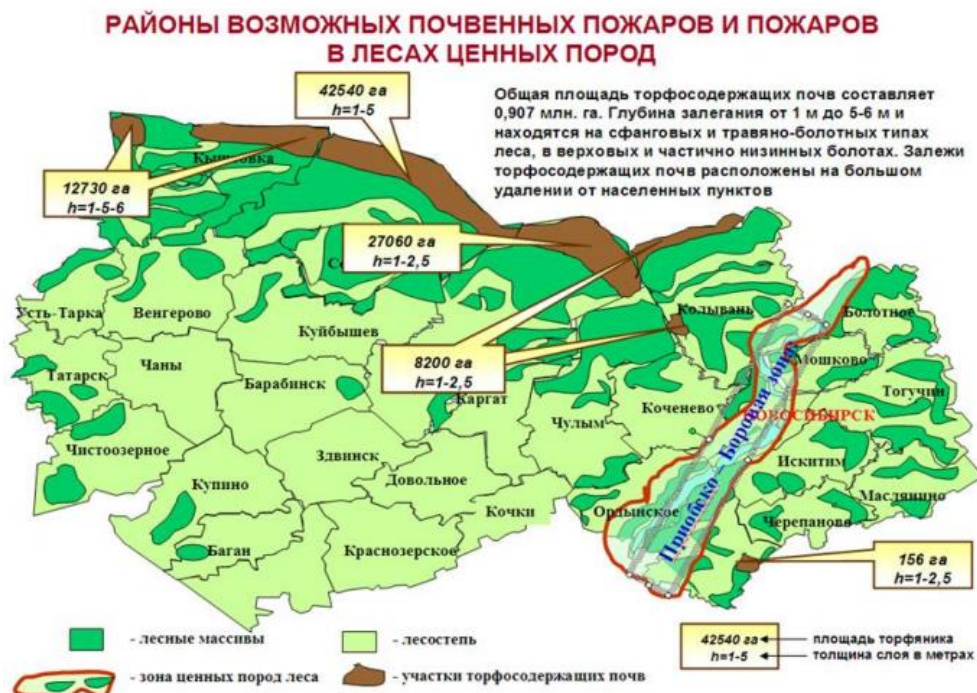 РАЙОНЫ ВОЗМОЖНЫХ ПОЧВЕННЫХ ПОЖАРОВ И ПОЖАРОВ
В ЛЕСАХ ЦЕННЫХ ПОРОД
42540 га
h=1-5
Общая площадь торфосодержащих почв составляет
0,907 млн. га. Глубина залегания от 1 м до 5-6 м и
находятся на сфанговых и травяно-болотных типах
леса, в верховых и частично низинных болотах. Залежи
торфосодержащих почв расположены на большом
удалении от населенных пунктов
12730 га
h=1-5-6
27060 га
h=1-2,5
Усть-Тарка
Венгерово
Куйбышев
Колывань
Болотное
Чаны
Татарск
Барабинск
8200 га
h=1-2,5
Каргат
Мошково
Тогучин
Коченево
НОВОСИБИРСК
Чулым
Чистоозерное
Здвинск
Довольное
Искитим
Купино
Кочки
Ордынское
Приобско - Боровая зона
Маслянино
Черепаново
Баган
Краснозерское
156 га
h=1-2,5
- лесные массивы
- лесостепь
42540 га
площадь торфяника
h=1-5
толщина слоя в метрах
- зона ценных пород леса
- участки торфосодержащих почв